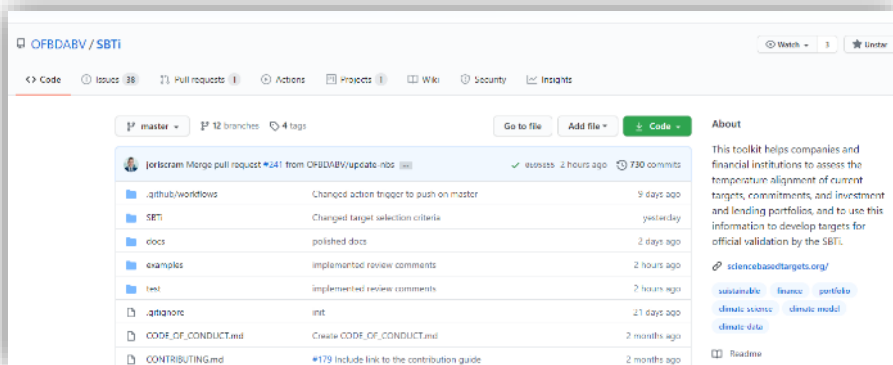 OFBDABV / SBTi
Watch 3 Unstar
Code Issues 38 Pull requests 1 Actions Projects 1 Wiki Security Insights
master 12 branches 4 tags Go to file Add file Code
joriscram Merge pull request #241 from OFBDABV/update-nbs ... 2 hours ago 730 commits
.github/workflows Changed action trigger to push on master 9 days ago
SBTi Changed target selection criteria yesterday
docs polished docs 2 days ago
examples implemented review comments 2 hours ago
test implemented review comments 2 hours ago
.gitignore init 21 days ago
CODE_OF_CONDUCT.md Create CODE_OF_CONDUCT.md 2 months ago
CONTRIBUTING.md #179 Include link to the contribution guide 2 months ago
About
This toolkit helps companies and
financial institutions to assess the
temperature alignment of current
targets, commitments, and investment
and lending portfolios, and to use this
information to develop targets for
official validation by the SBTi.
sciencebasedtargets.org/
sustainable finance portfolio
climate-science climate-model
climate-data
Readme